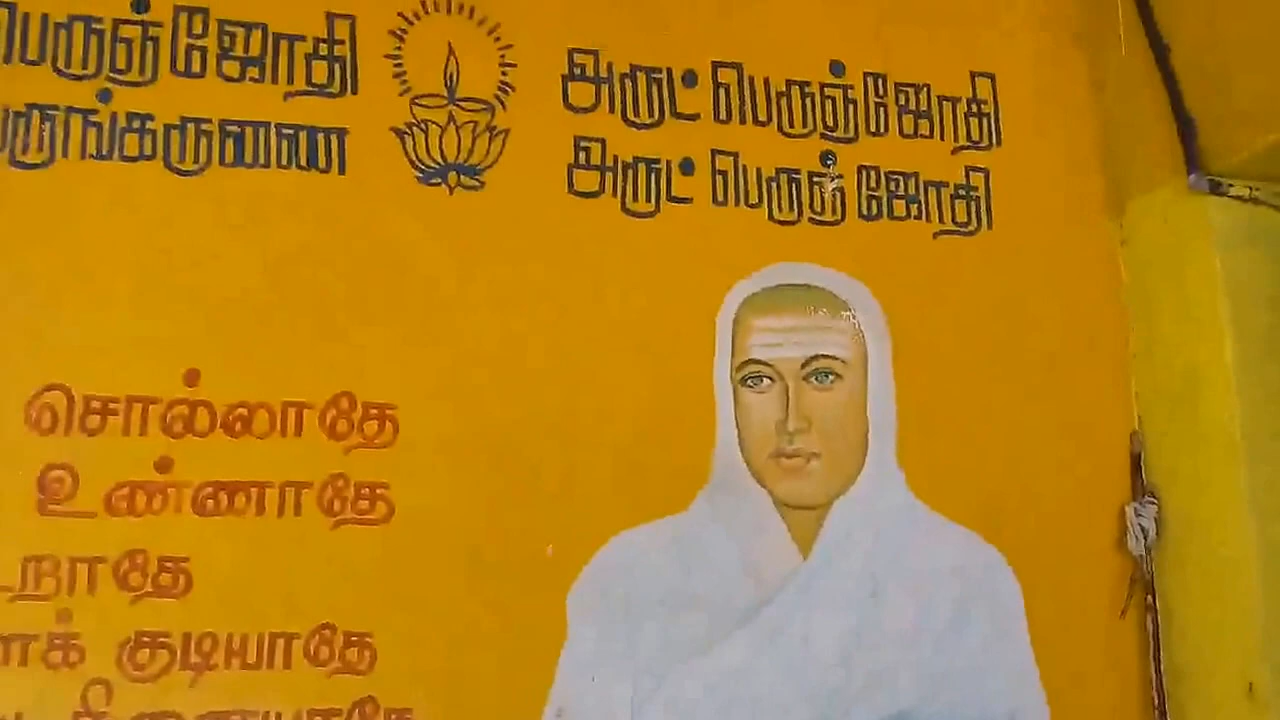 பெருஞ்ஜோதி
பெருங்கருணை
அருட் பெருஞ்ஜோதி
அருட் பெருஞ் ஜோதி
சொல்லாதே
உண்ணாதே
குடியாதே